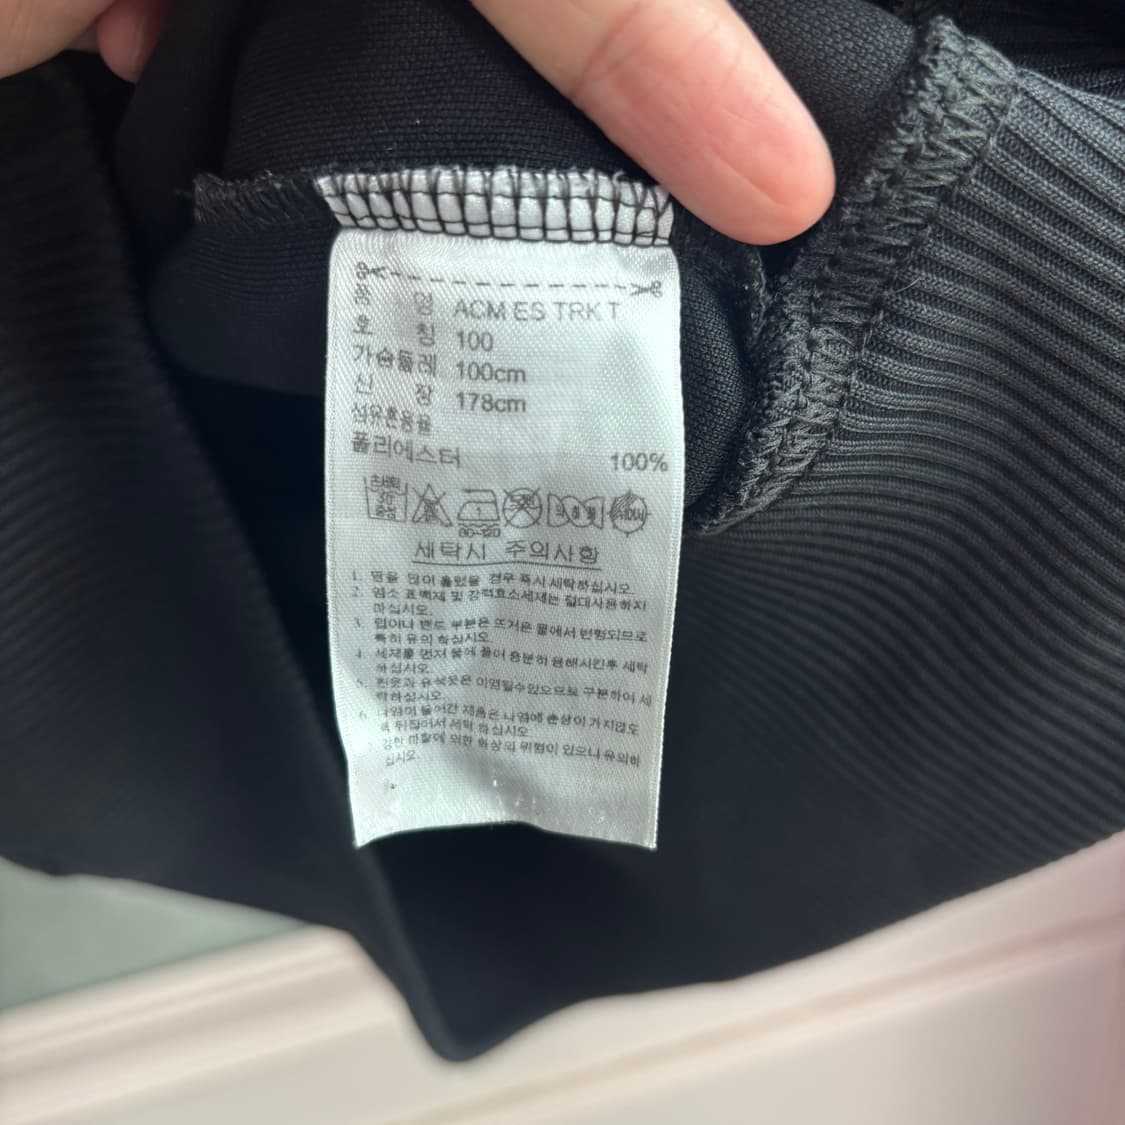 품 명 ACM ES TRK T
호 칭 100
가슴둘레 100cm
신 장 178cm
섬유혼용률
폴리에스터 100%
80~120
세탁시 주의사항
1. 땀을 많이 흘렸을 경우 즉시 세탁하십시오.
2. 염소 표백제 및 강력효소세제는 절대사용하지
마십시오.
3. 립이나 밴드 부분은 뜨거운 물에서 변형되므로
특히 유의 하십시오.
4. 세제를 먼저 물에 풀어 충분히 용해시킨후 세탁
하십시오.
5. 흰옷과 유색옷은 이염될수있으므로 구분하여 세
탁하십시오.
6. 나염이 들어간 제품은 나염에 손상이 가지않도
록 뒤집어서 세탁 하십시오
7. 강한 마찰에 의한 화상의 위험이 있으니 유의하
십시오.